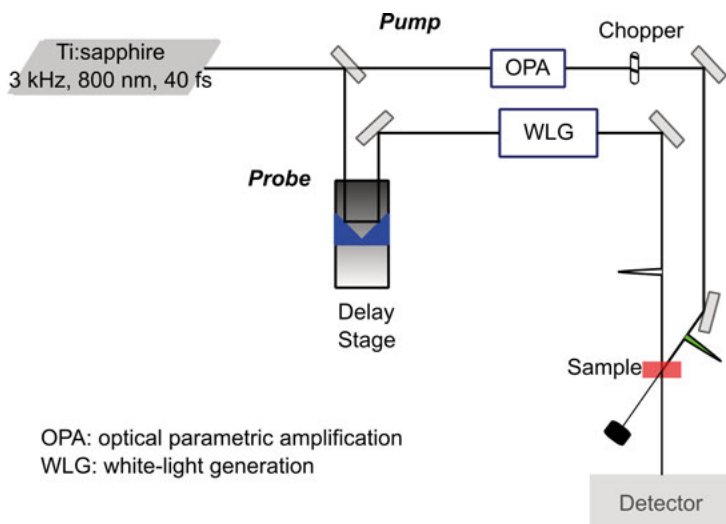 Ti:sapphire
3 kHz, 800 nm, 40 fs
Pump
OPA
Chopper
WLG
Probe
Delay
Stage
Sample
OPA: optical parametric amplification
WLG: white-light generation
Detector